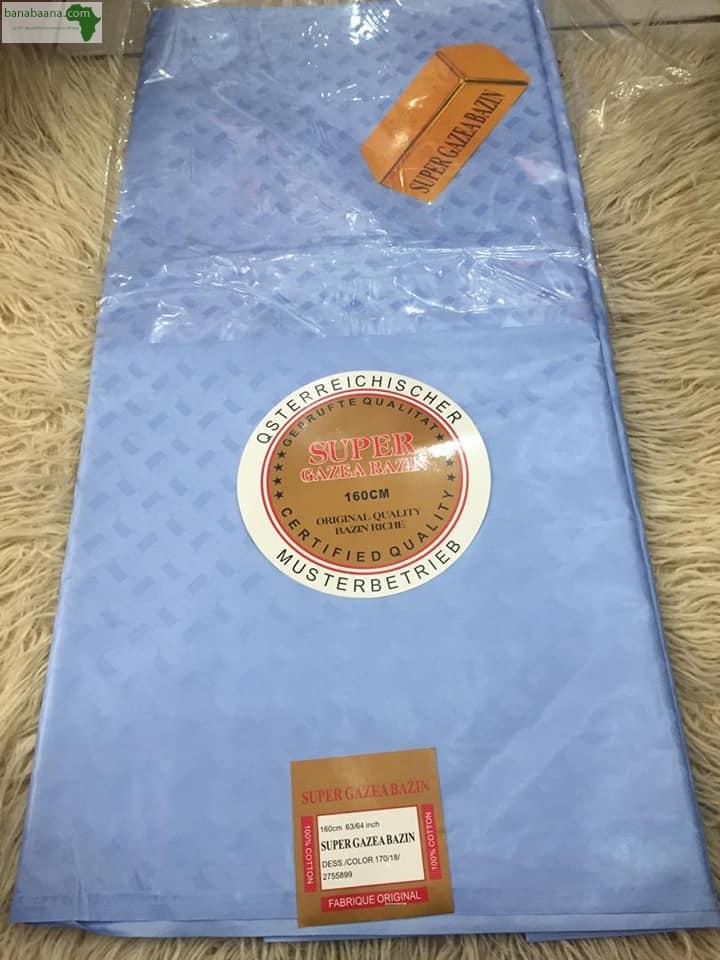 banabaana.com
SUPER GAZEA BAZIN
QSTERREICHISCHER
GEPRUFTE QUALITAT
SUPER
GAZEA BAZIN
160CM
ORIGINAL QUALITY
BAZIN RICHE
CERTIFIED QUALITY
MUSTERBETRIEB
SUPER GAZEA BAZIN
160cm 63/64 inch
SUPER GAZEA BAZIN
DESS./COLOR 170/18/
2755899
100% COTTON
100% COTTON
FABRIQUE ORIGINAL